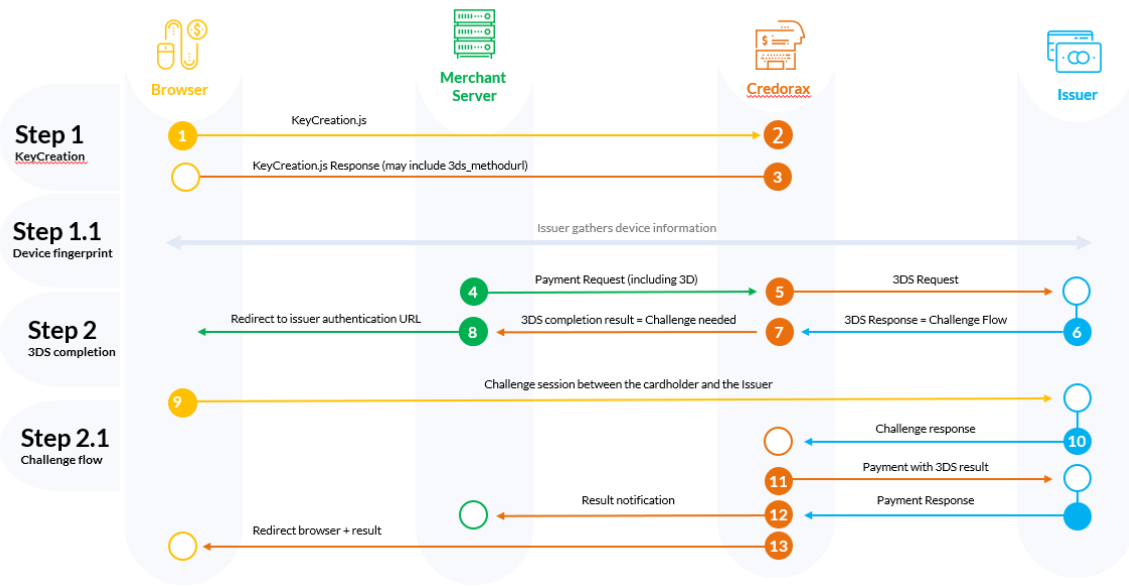 $
Browser
Merchant
Server
$
Credorax
Issuer
Step 1
KeyCreation
KeyCreation.js
1
2
KeyCreation.js Response (may include 3ds_methodurl)
3
Step 1.1
Device fingerprint
Issuer gathers device information
Step 2
3DS completion
4
Payment Request (including 3D)
5
3DS Request
Redirect to issuer authentication URL
8
3DS completion result = Challenge needed
7
3DS Response = Challenge Flow
6
Step 2.1
Challenge flow
9
Challenge session between the cardholder and the Issuer
Challenge response
10
11
Payment with 3DS result
Result notification
12
Payment Response
Redirect browser + result
13